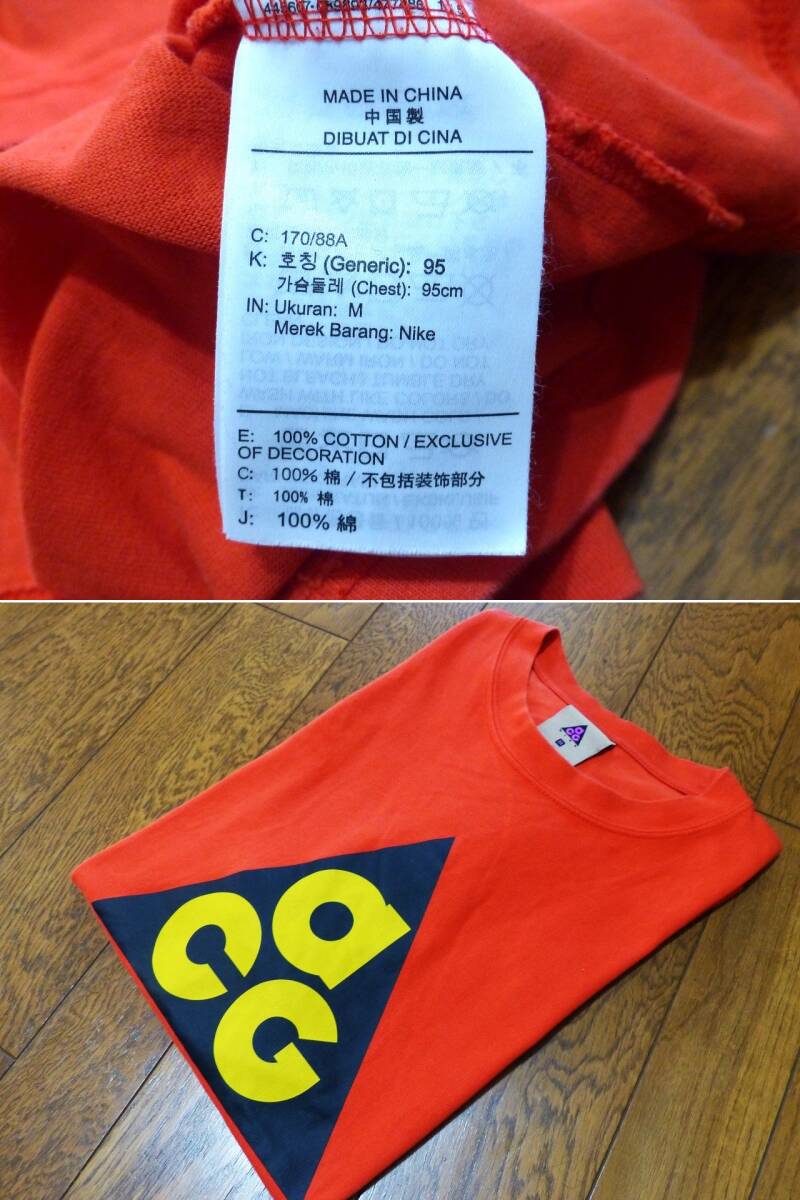 MADE IN CHINA
中国製
DIBUAT DI CINA
C: 170/88A
K: 호칭 (Generic): 95
가슴둘레 (Chest): 95cm
IN: Ukuran: M
Merek Barang: Nike
E: 100% COTTON / EXCLUSIVE
OF DECORATION
C: 100% 棉 / 不包括装饰部分
T: 100% 棉
J: 100% 綿
acG